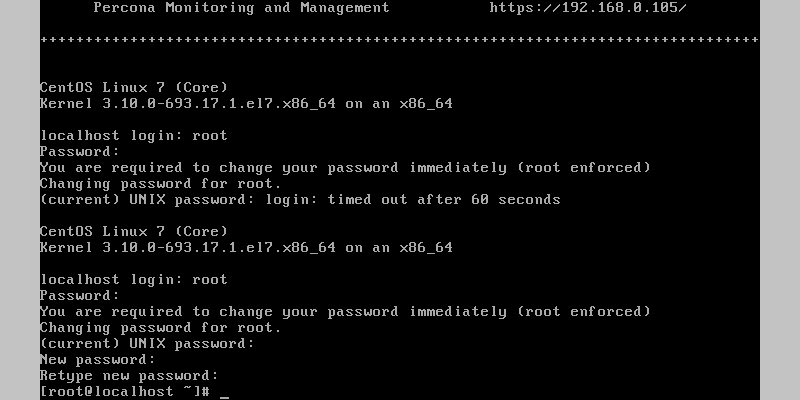 Percona Monitoring and Management https://192.168.0.105/
++++++++++++++++++++++++++++++++++++++++++++++++++++++++++++++++++++++++++++++++
CentOS Linux 7 (Core)
Kernel 3.10.0-693.17.1.el7.x86_64 on an x86_64
localhost login: root
Password:
You are required to change your password immediately (root enforced)
Changing password for root.
(current) UNIX password: login: timed out after 60 seconds
CentOS Linux 7 (Core)
Kernel 3.10.0-693.17.1.el7.x86_64 on an x86_64
localhost login: root
Password:
You are required to change your password immediately (root enforced)
Changing password for root.
(current) UNIX password:
New password:
Retype new password:
[root@localhost ~]# _